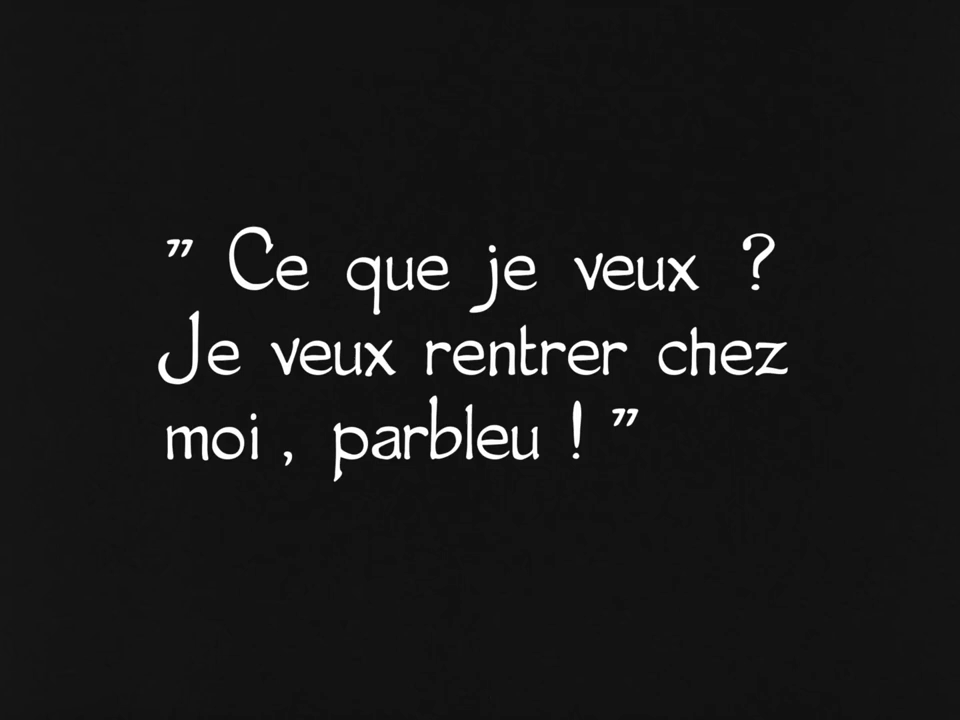 ” Ce que je veux ?
Je veux rentrer chez
moi , parbleu ! ”